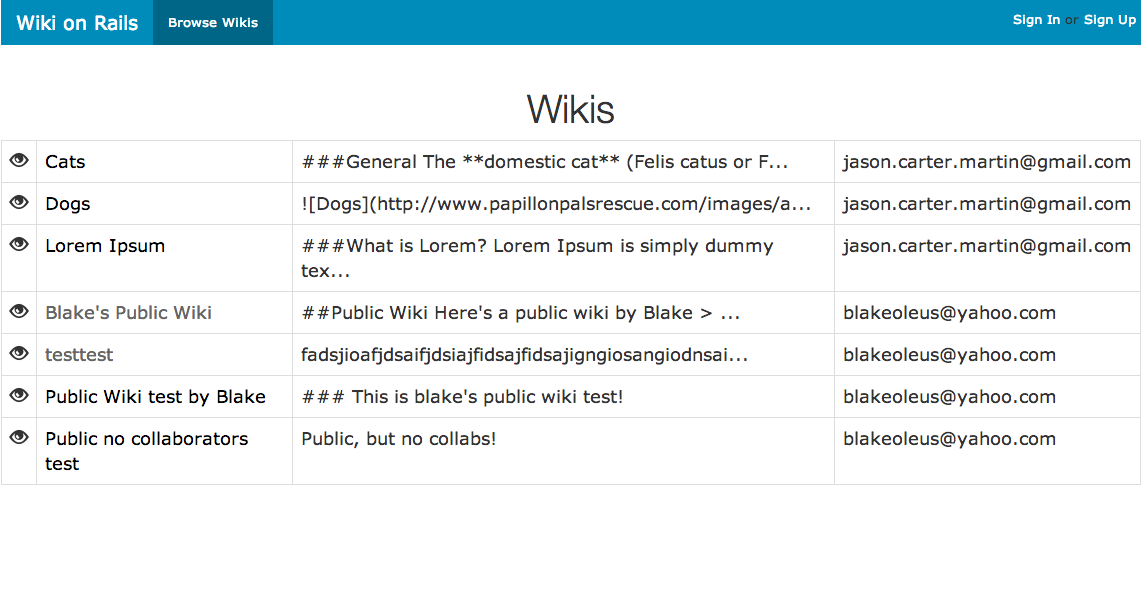 Wiki on Rails Browse Wikis Sign In or Sign Up
Wikis
Cats ###General The **domestic cat** (Felis catus or F... jason.carter.martin@gmail.com
Dogs ![Dogs](http://www.papillonpalsrescue.com/images/a... jason.carter.martin@gmail.com
Lorem Ipsum ###What is Lorem? Lorem Ipsum is simply dummy jason.carter.martin@gmail.com
tex...
Blake's Public Wiki ##Public Wiki Here's a public wiki by Blake > ... blakeoleus@yahoo.com
testtest fadsjioafjdsaifjdsiajfidsajfidsajigngiosangiodnsai... blakeoleus@yahoo.com
Public Wiki test by Blake ### This is blake's public wiki test! blakeoleus@yahoo.com
Public no collaborators Public, but no collabs! blakeoleus@yahoo.com
test